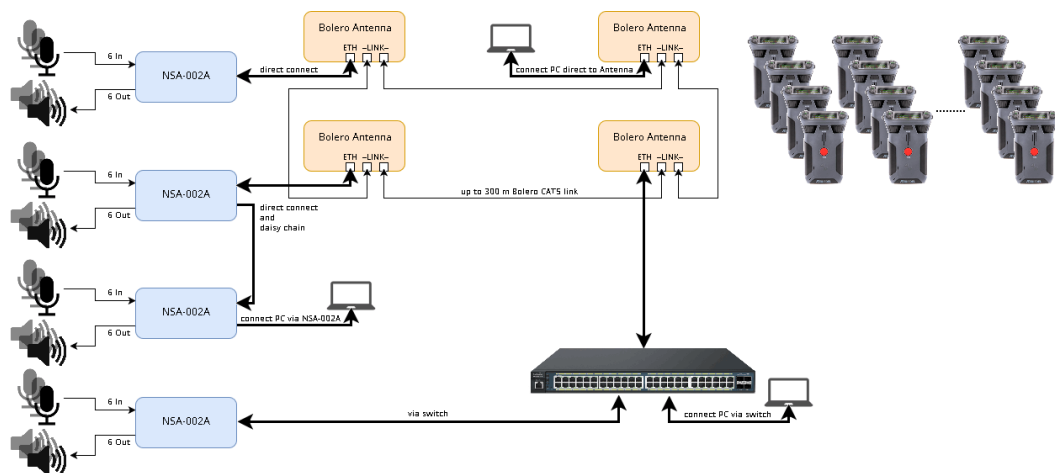 Bolero Antenna
ETH –LINK–
Bolero Antenna
ETH –LINK–
6 In
NSA-002A
6 Out
direct connect
connect PC direct to Antenna
Bolero Antenna
ETH –LINK–
Bolero Antenna
ETH –LINK–
6 In
NSA-002A
6 Out
up to 300 m Bolero CAT5 link
direct connect
and
daisy chain
6 In
NSA-002A
6 Out
connect PC via NSA-002A
6 In
NSA-002A
6 Out
via switch
connect PC via switch
..........